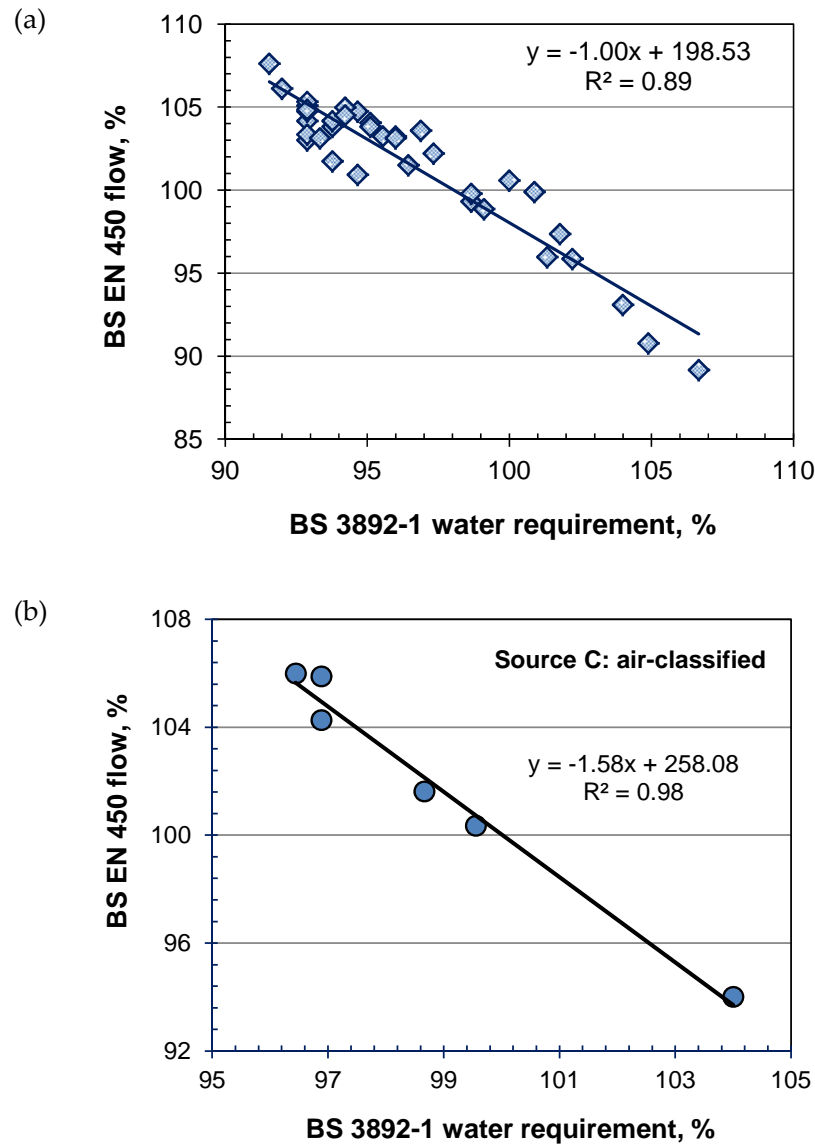 (a)
110
105
100
95
90
85
BS EN 450 flow, %
y = -1.00x + 198.53
R² = 0.89
90 95 100 105 110
BS 3892-1 water requirement, %
(b)
108
104
100
96
92
BS EN 450 flow, %
Source C: air-classified
y = -1.58x + 258.08
R² = 0.98
95 97 99 101 103 105
BS 3892-1 water requirement, %